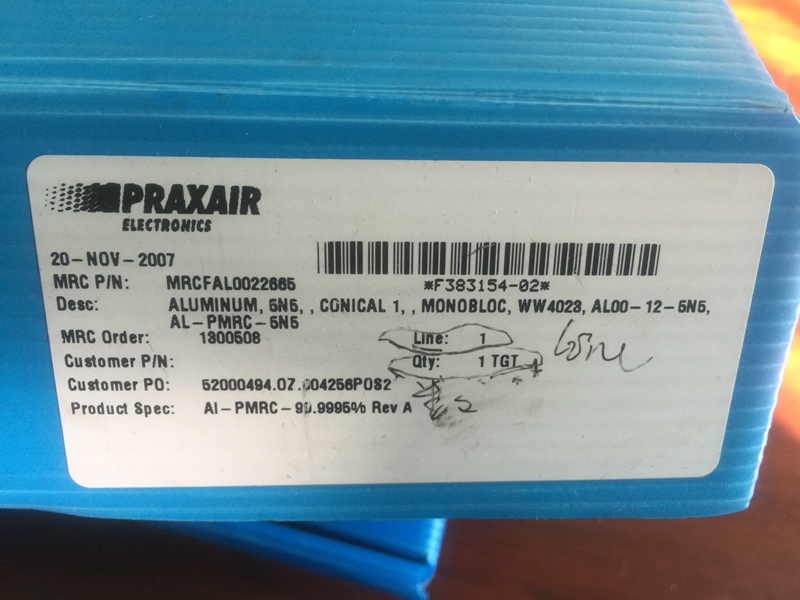 PRAXAIR
ELECTRONICS
20-NOV-2007
*F383154-02*
MRC P/N: MRCFAL0022665
Desc: ALUMINUM, 5N5, , CONICAL 1, , MONOBLOC, WW4023, AL00-12-5N5,
AL-PMRC-5N5
MRC Order: 1300508
Line: 1
Customer P/N:
Qty: 1 TGT
Customer PO: 52000494.OZ.004256POS2
Product Spec: Al-PMRC-99.9995% Rev A